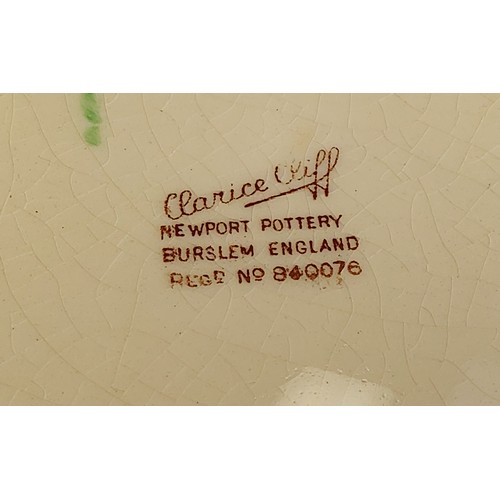 Clarice Cliff
NEWPORT POTTERY
BURSLEM ENGLAND
REGD No 840076